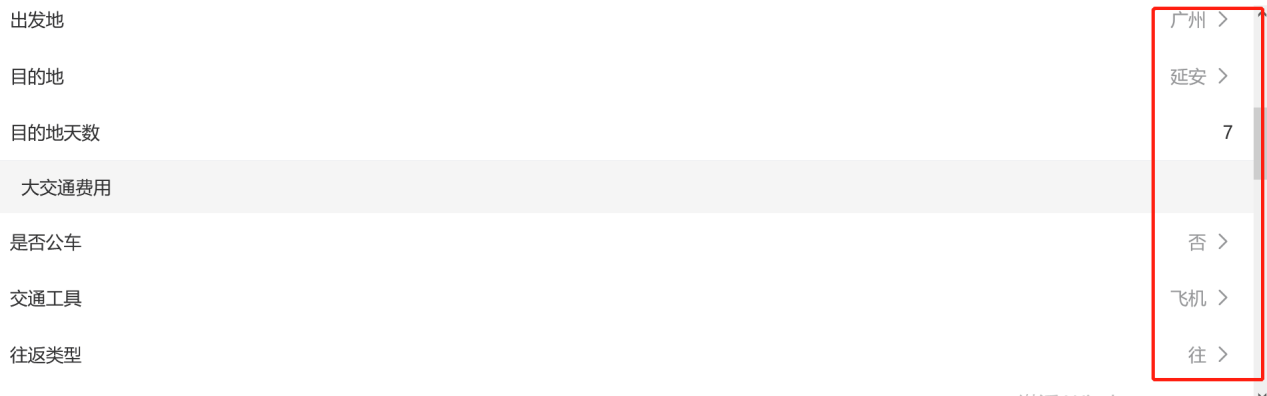 出发地 广州
目的地 延安
目的地天数 7
大交通费用
是否公车 否
交通工具 飞机
往返类型 往